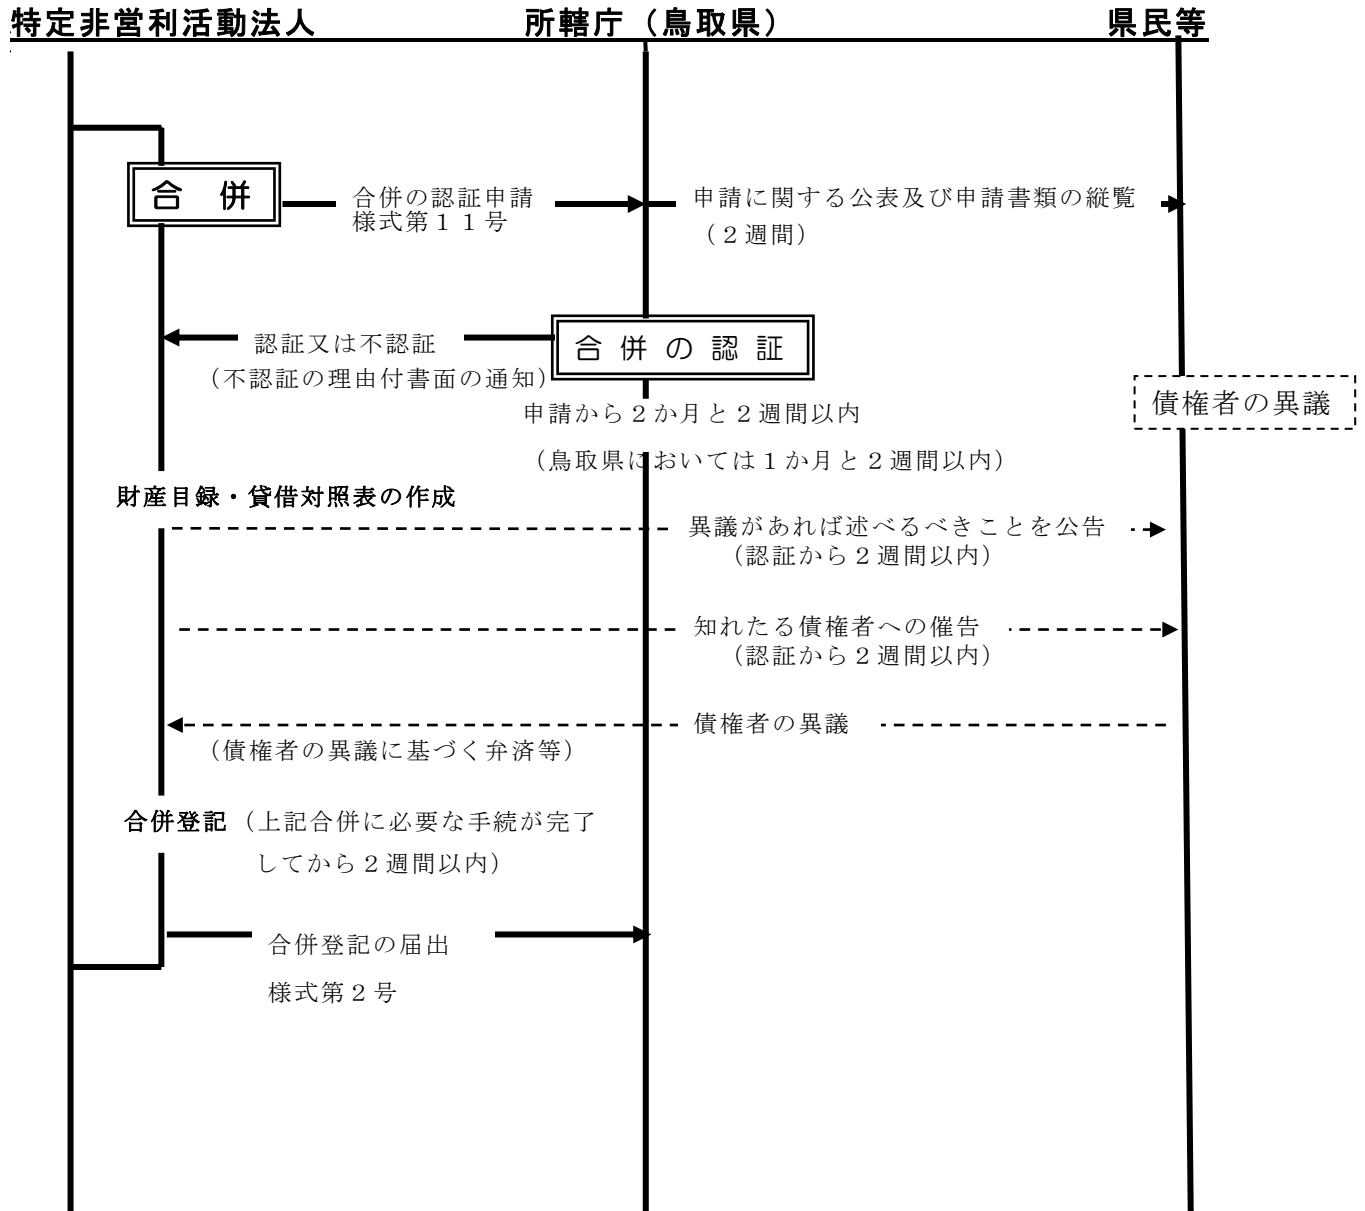 特定非営利活動法人　所轄庁（鳥取県）　県民等
合　併
合併の認証申請
様式第１１号
申請に関する公表及び申請書類の縦覧
（２週間）
認証又は不認証
（不認証の理由付書面の通知）
合併の認証
申請から２か月と２週間以内
（鳥取県においては１か月と２週間以内）
債権者の異議
財産目録・貸借対照表の作成
異議があれば述べるべきことを公告
（認証から２週間以内）
知れたる債権者への催告
（認証から２週間以内）
債権者の異議
（債権者の異議に基づく弁済等）
合併登記（上記合併に必要な手続が完了
してから２週間以内）
合併登記の届出
様式第２号